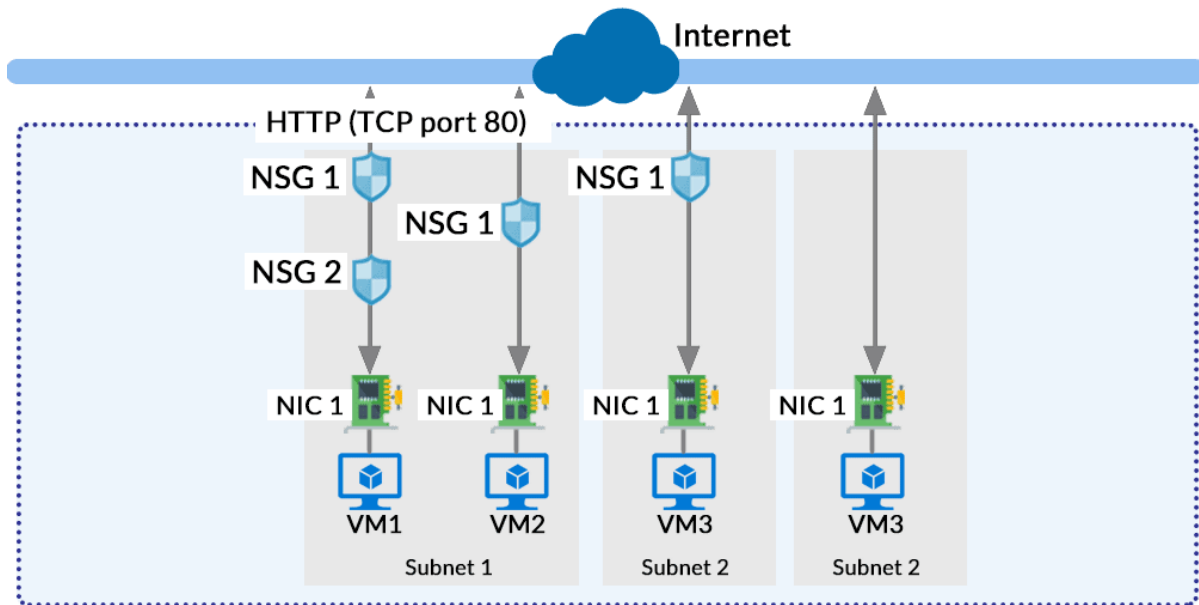 Internet
HTTP (TCP port 80)
NSG 1
NSG 1
NSG 1
NSG 2
NIC 1
NIC 1
NIC 1
NIC 1
VM1
VM2
VM3
VM3
Subnet 1
Subnet 2
Subnet 2